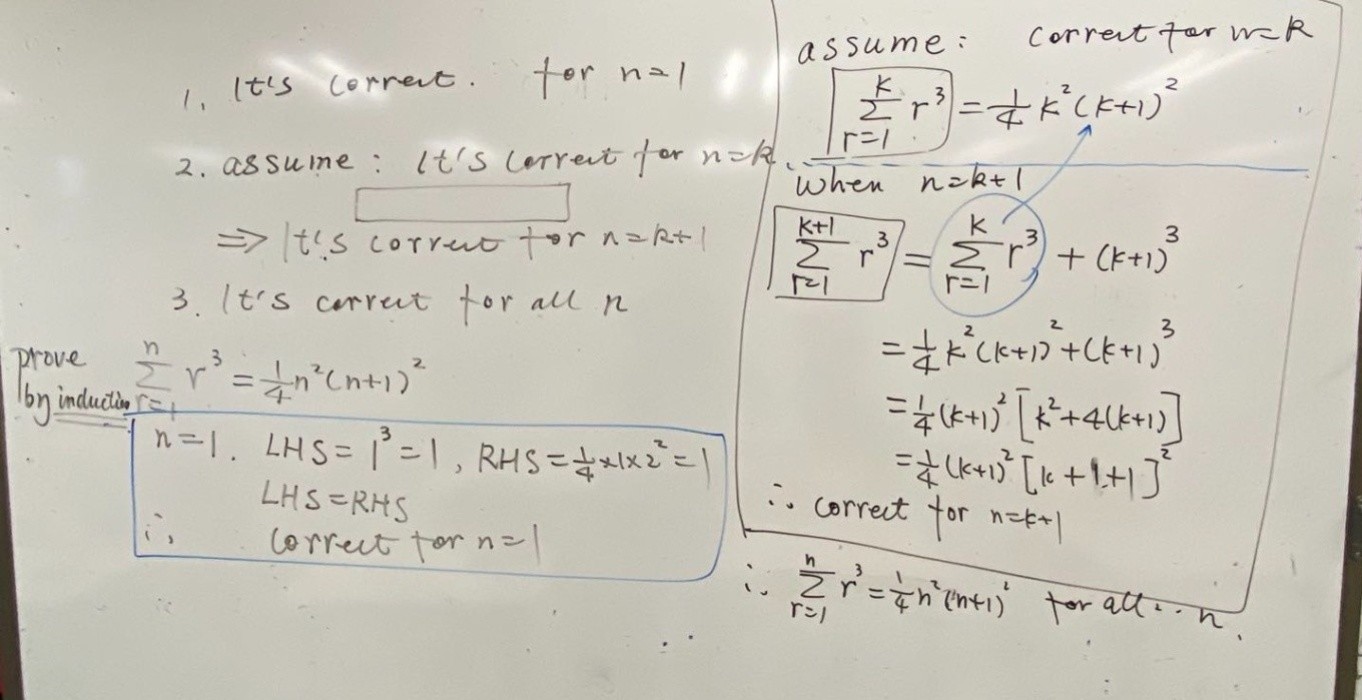 1. It's correct. for n=1
2. assume : It's correct for n=k.
⇒ It's correct for n=k+1
3. It's correct for all n
prove by induction
\sum_{r=1}^{n} r^3 = \frac{1}{4}n^2(n+1)^2
n=1. LHS = 1^3 = 1, RHS = \frac{1}{4}×1×2^2 = 1
LHS = RHS
∴ correct for n=1
assume : correct for n=k
\sum_{r=1}^{k} r^3 = \frac{1}{4}k^2(k+1)^2
when n=k+1
\sum_{r=1}^{k+1} r^3 = \sum_{r=1}^{k} r^3 + (k+1)^3
= \frac{1}{4}k^2(k+1)^2 + (k+1)^3
= \frac{1}{4}(k+1)^2[k^2+4(k+1)]
= \frac{1}{4}(k+1)^2[k+1+1]^2
∴ correct for n=k+1
∴ \sum_{r=1}^{n} r^3 = \frac{1}{4}n^2(n+1)^2 for all n.